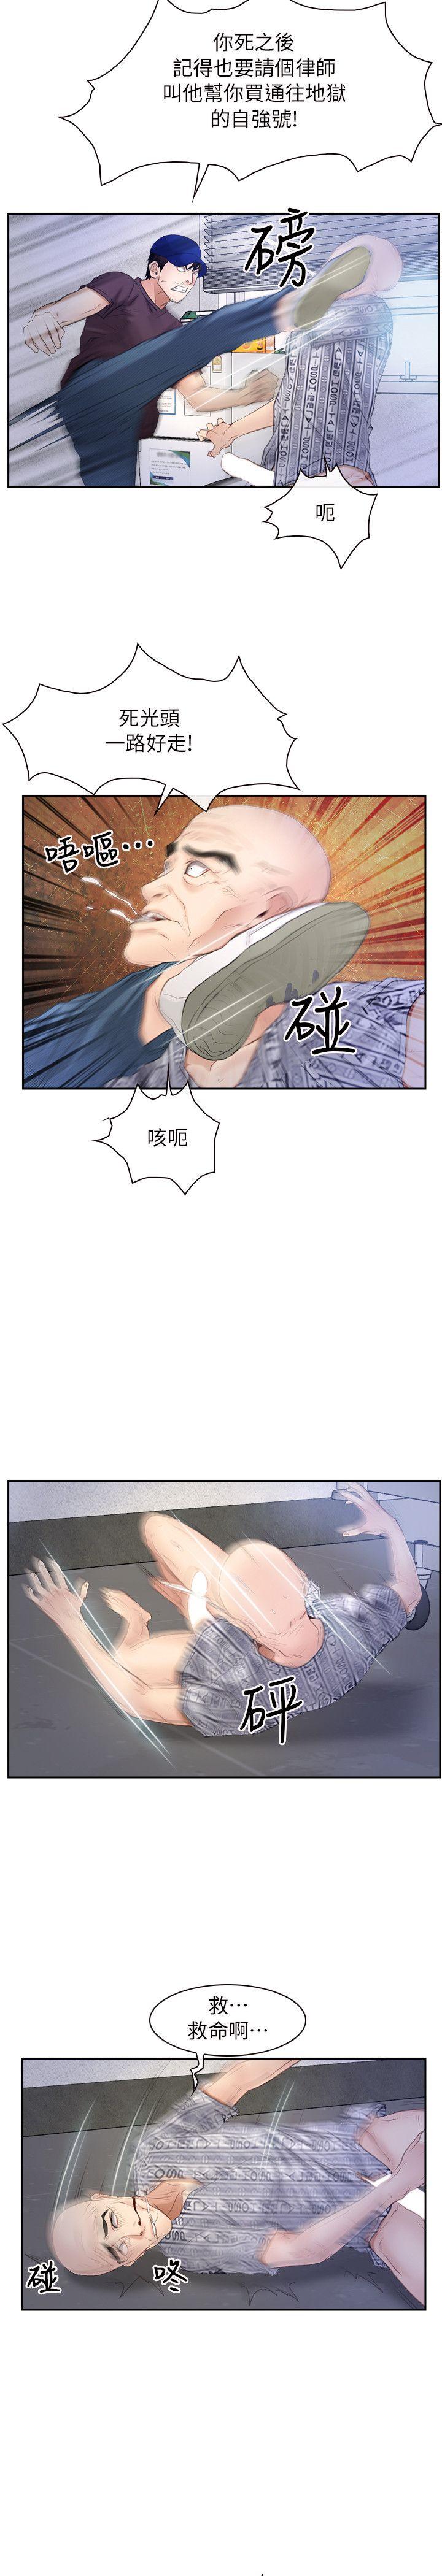 你死之後
記得也要請個律師
叫他幫你買通往地獄
的自強號!
磅
呃
死光頭
一路好走!
唔嘔…
碰
咳呃
砰
救…
救命啊…
碰
咚